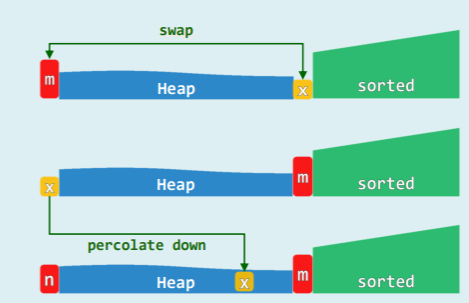 swap
m Heap x sorted
x Heap m sorted
percolate down
n Heap x m sorted